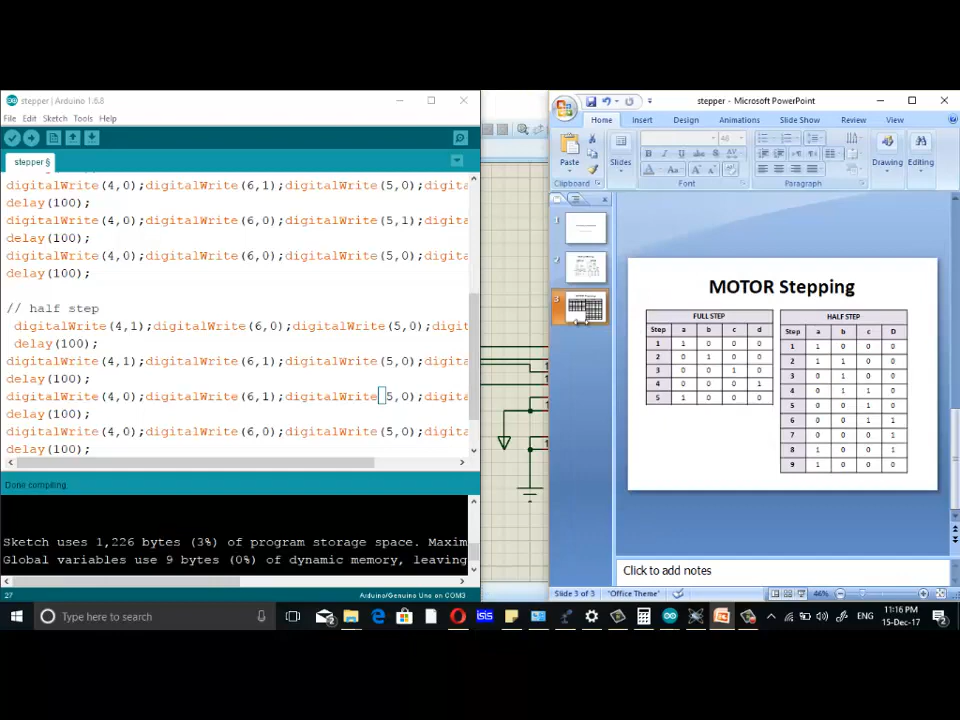 stepper | Arduino 1.6.8
File Edit Sketch Tools Help
stepper §
digitalWrite(4,0);digitalWrite(6,1);digitalWrite(5,0);digita
delay(100);
digitalWrite(4,0);digitalWrite(6,0);digitalWrite(5,1);digita
delay(100);
digitalWrite(4,0);digitalWrite(6,0);digitalWrite(5,0);digita
delay(100);
// half step
digitalWrite(4,1);digitalWrite(6,0);digitalWrite(5,0);digit
delay(100);
digitalWrite(4,1);digitalWrite(6,1);digitalWrite(5,0);digita
delay(100);
digitalWrite(4,0);digitalWrite(6,1);digitalWrite(5,0);digita
delay(100);
digitalWrite(4,0);digitalWrite(6,0);digitalWrite(5,0);digita
delay(100);
Done compiling.
Sketch uses 1,226 bytes (3%) of program storage space. Maxim
Global variables use 9 bytes (0%) of dynamic memory, leaving
27
Arduino/Genuino Uno on COM3
stepper - Microsoft PowerPoint
Home Insert Design Animations Slide Show Review View
Paste Slides Drawing Editing
Clipboard Font Paragraph
1
2
3
MOTOR Stepping
FULL STEP
Step a b c d
1 1 0 0 0
2 0 1 0 0
3 0 0 1 0
4 0 0 0 1
5 1 0 0 0
HALF STEP
Step a b c D
1 1 0 0 0
2 1 1 0 0
3 0 1 0 0
4 0 1 1 0
5 0 0 1 0
6 0 0 1 1
7 0 0 0 1
8 1 0 0 1
9 1 0 0 0
Click to add notes
Slide 3 of 3 "Office Theme" 46%
Type here to search
ENG
11:16 PM
15-Dec-17